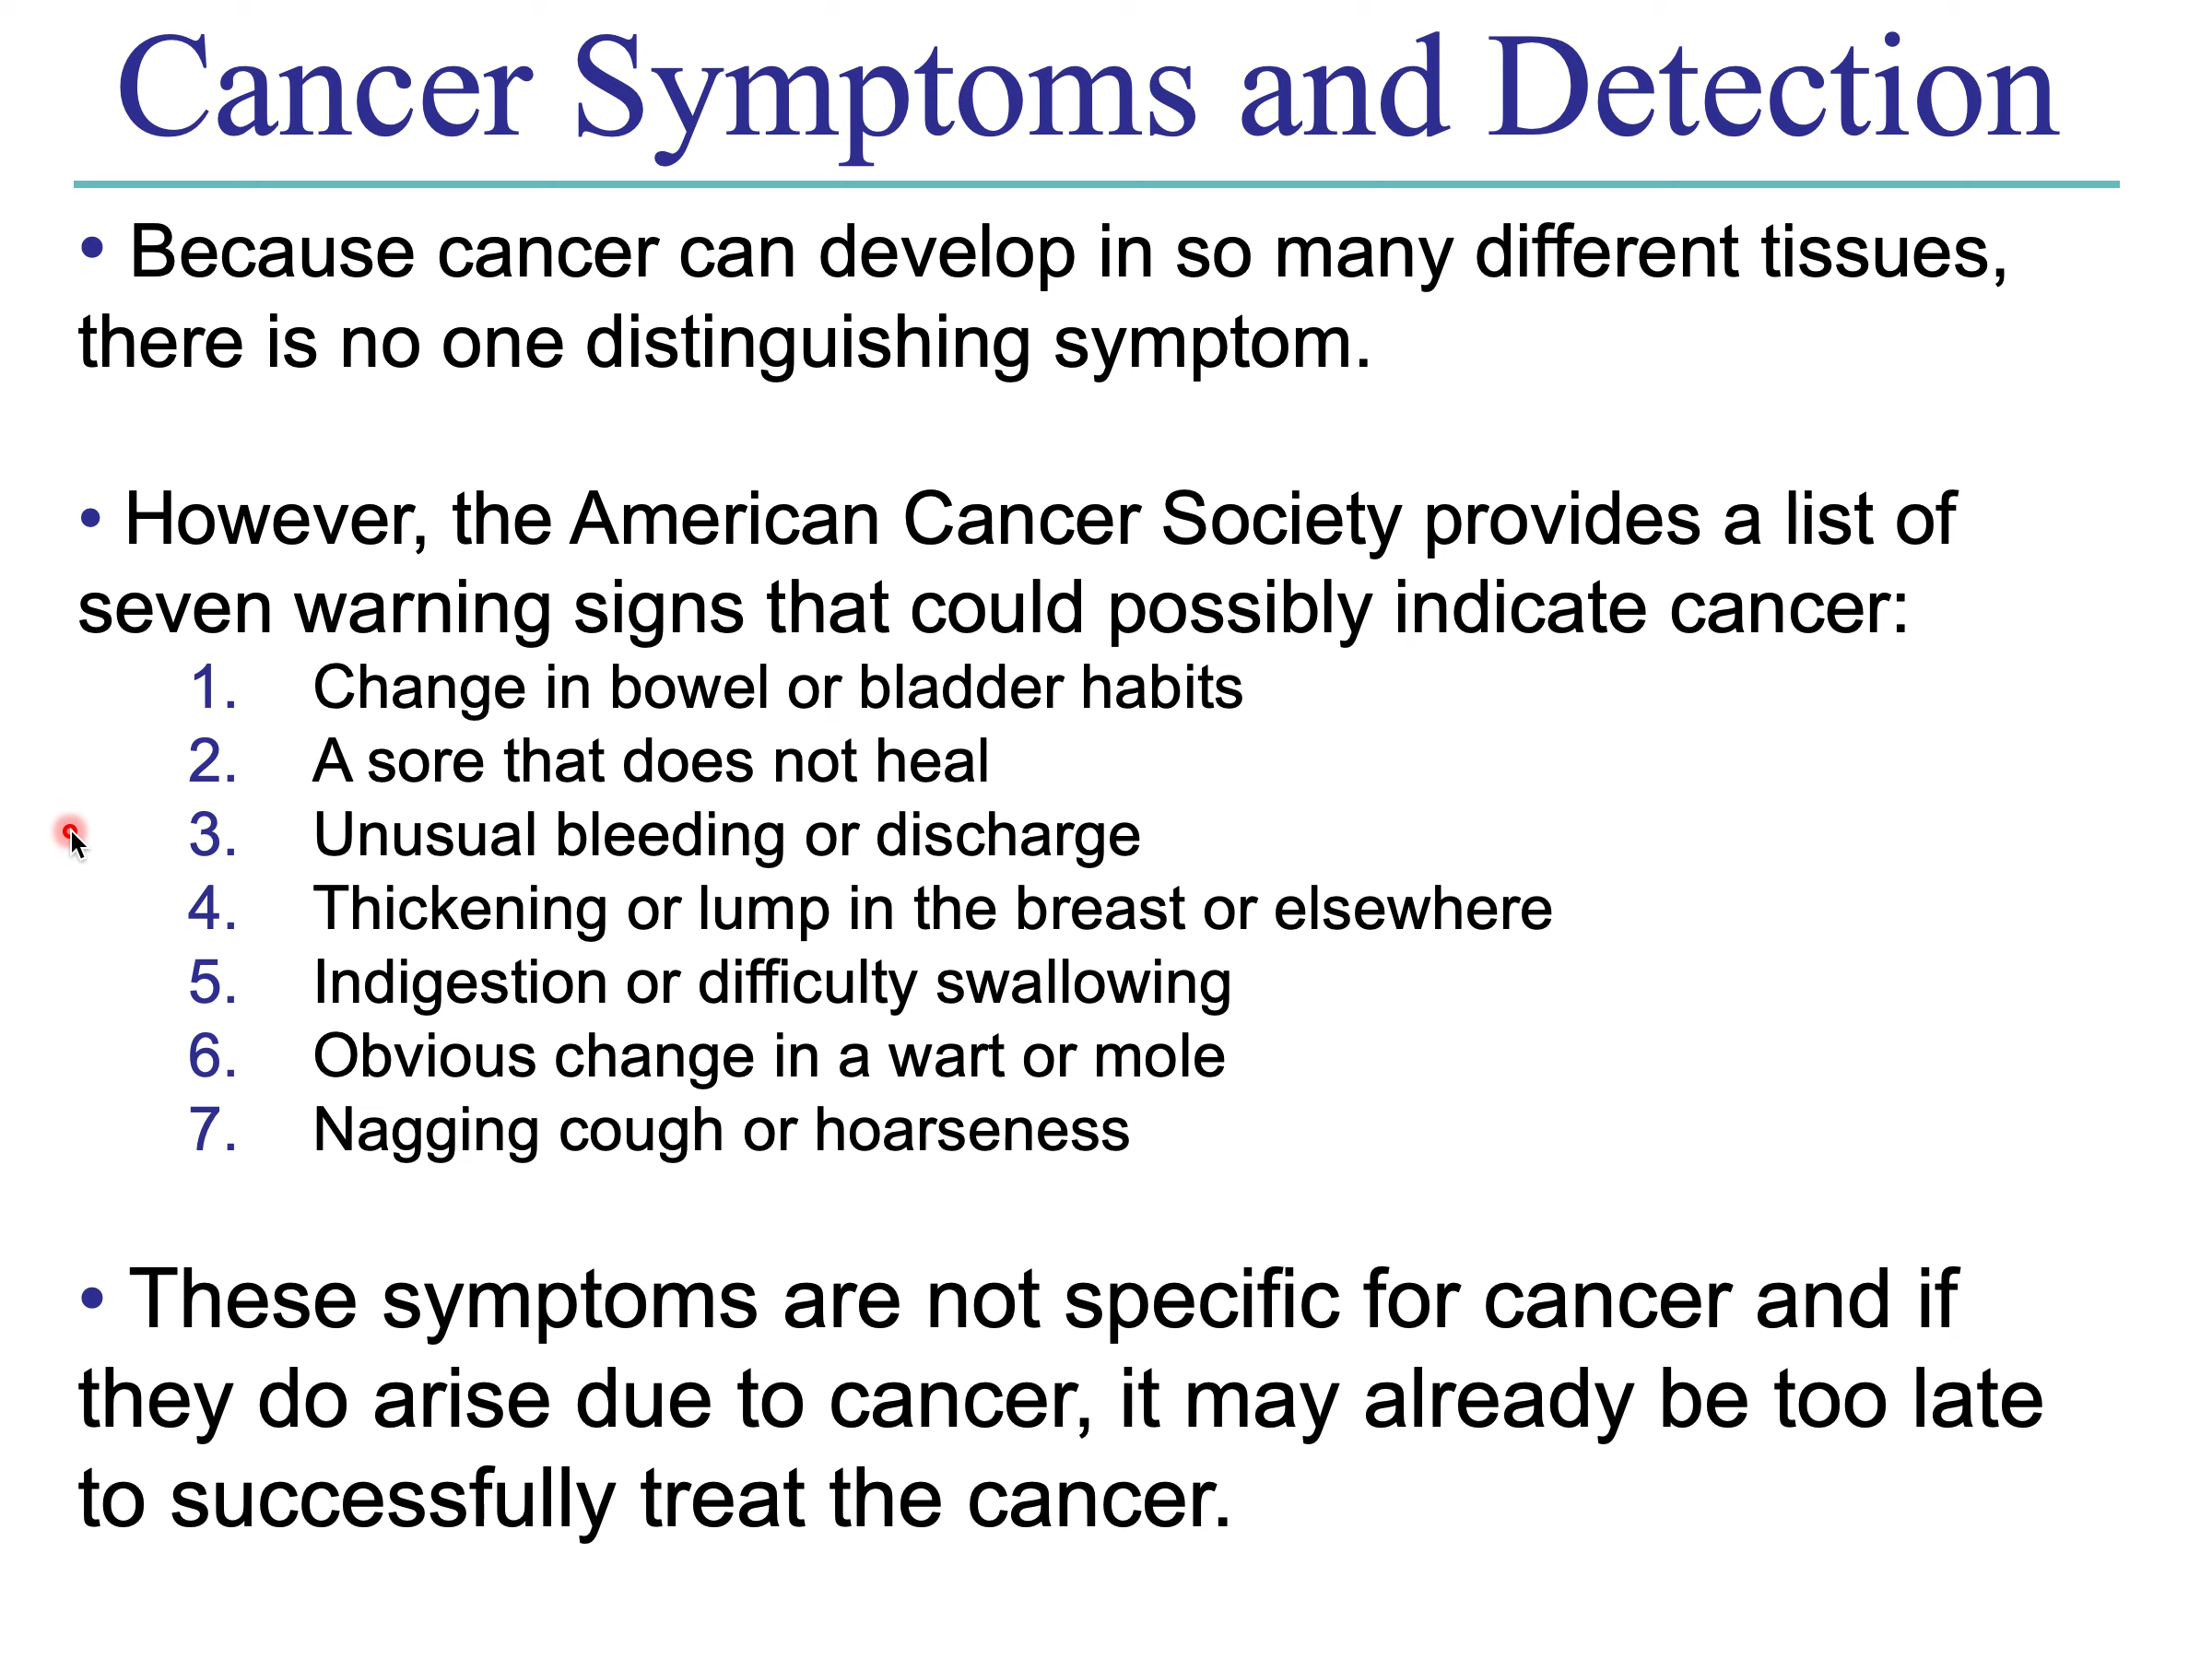 Cancer Symptoms and Detection
• Because cancer can develop in so many different tissues,
there is no one distinguishing symptom.
• However, the American Cancer Society provides a list of
seven warning signs that could possibly indicate cancer:
1. Change in bowel or bladder habits
2. A sore that does not heal
3. Unusual bleeding or discharge
4. Thickening or lump in the breast or elsewhere
5. Indigestion or difficulty swallowing
6. Obvious change in a wart or mole
7. Nagging cough or hoarseness
• These symptoms are not specific for cancer and if
they do arise due to cancer, it may already be too late
to successfully treat the cancer.